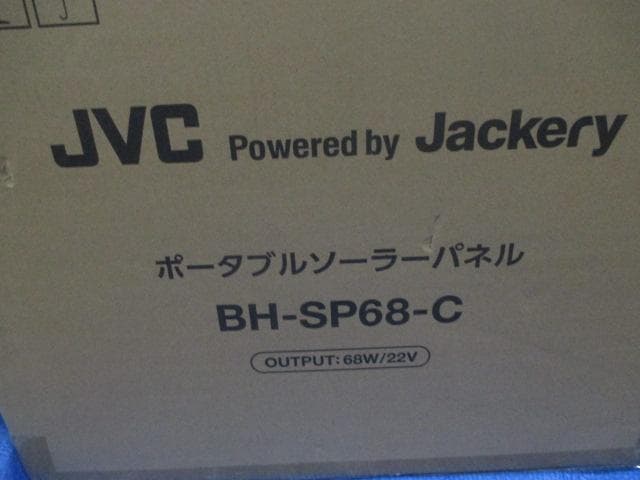 J
JVC Powered by Jackery
ポータブルソーラーパネル
BH-SP68-C
OUTPUT: 68W/22V